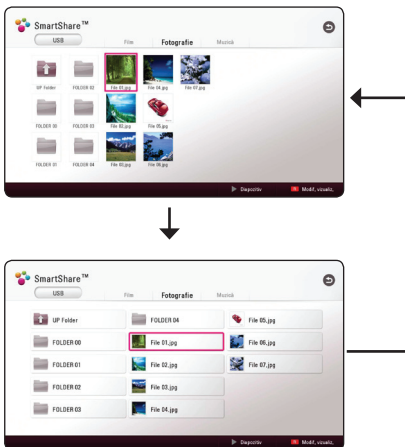 SmartShare™
USB Film Fotografie Muzică
UP Folder FOLDER 02 File 01.jpg File 04.jpg File 07.jpg
FOLDER 00 FOLDER 03 File 02.jpg File 05.jpg
FOLDER 01 FOLDER 04 File 03.jpg File 06.jpg
Diapozitiv Modif. vizualiz.
SmartShare™
USB Film Fotografie Muzică
UP Folder FOLDER 04 File 05.jpg
FOLDER 00 File 01.jpg File 06.jpg
FOLDER 01 File 02.jpg File 07.jpg
FOLDER 02 File 03.jpg
FOLDER 03 File 04.jpg
Diapozitiv Modif. vizualiz.